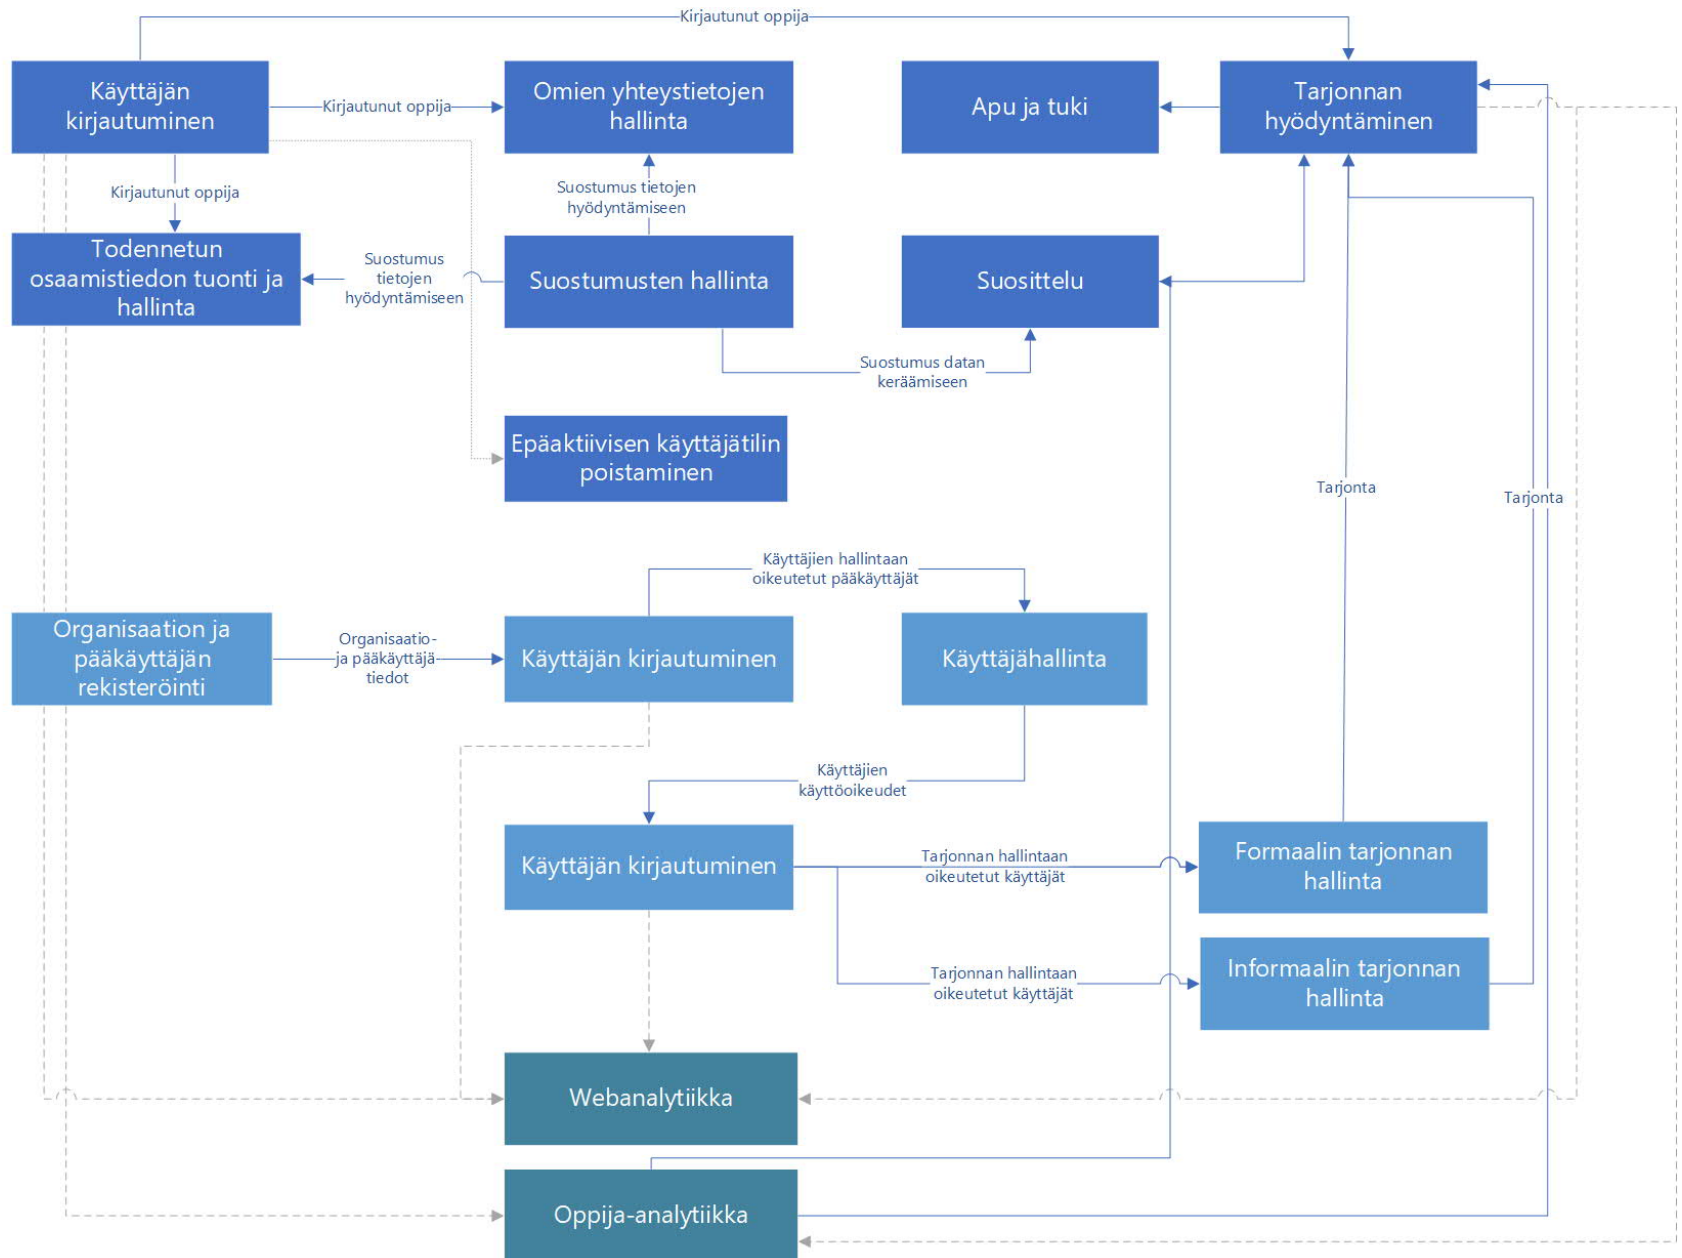 Kirjautunut oppija
Käyttäjän
kirjautuminen
Kirjautunut oppija
Omien yhteystietojen
hallinta
Apu ja tuki
Tarjonnan
hyödyntäminen
Kirjautunut oppija
Suostumus tietojen
hyödyntämiseen
Todennetun
osaamistiedon tuonti ja
hallinta
Suostumus
tietojen
hyödyntämiseen
Suostumusten hallinta
Suosittelu
Suostumus datan
keräämiseen
Epäaktiivisen käyttäjätilin
poistaminen
Tarjonta
Tarjonta
Käyttäjien hallintaan
oikeutetut pääkäyttäjät
Organisaation ja
pääkäyttäjän
rekisteröinti
Organisaatio-
ja pääkäyttäjä-
tiedot
Käyttäjän kirjautuminen
Käyttäjähallinta
Käyttäjien
käyttöoikeudet
Käyttäjän kirjautuminen
Tarjonnan hallintaan
oikeutetut käyttäjät
Formaalin tarjonnan
hallinta
Tarjonnan hallintaan
oikeutetut käyttäjät
Informaalin tarjonnan
hallinta
Webanalytiikka
Oppija-analytiikka